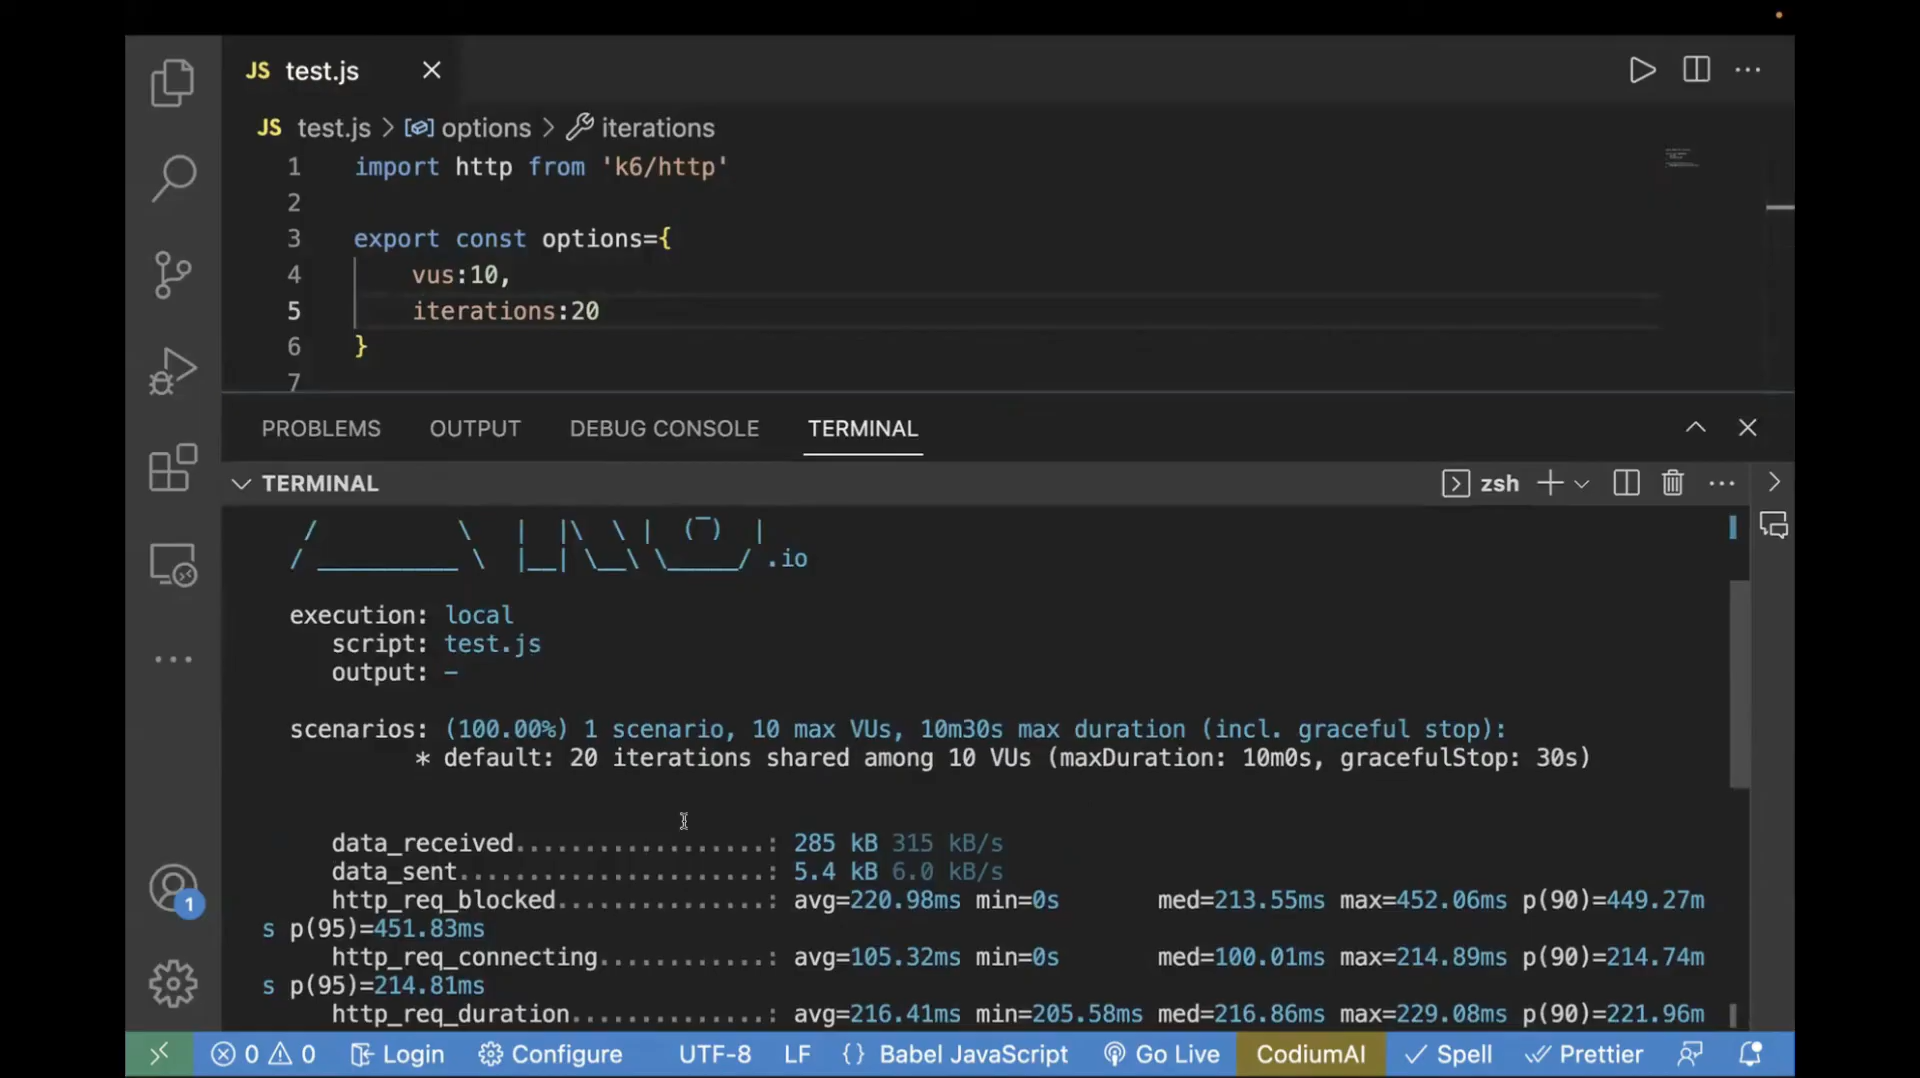 JS test.js
JS test.js > options > iterations
1 import http from 'k6/http'
2
3 export const options={
4 vus:10,
5 iterations:20
6 }
7
PROBLEMS OUTPUT DEBUG CONSOLE TERMINAL
TERMINAL zsh
/ \ | |\ \ | (‾) |
/ __________ \ |__| \__\ \_____/ .io
execution: local
script: test.js
output: -
scenarios: (100.00%) 1 scenario, 10 max VUs, 10m30s max duration (incl. graceful stop):
* default: 20 iterations shared among 10 VUs (maxDuration: 10m0s, gracefulStop: 30s)
data_received..................: 285 kB 315 kB/s
data_sent......................: 5.4 kB 6.0 kB/s
http_req_blocked...............: avg=220.98ms min=0s med=213.55ms max=452.06ms p(90)=449.27m
s p(95)=451.83ms
http_req_connecting............: avg=105.32ms min=0s med=100.01ms max=214.89ms p(90)=214.74m
s p(95)=214.81ms
http_req_duration..............: avg=216.41ms min=205.58ms med=216.86ms max=229.08ms p(90)=221.96m
1
0 0 Login Configure UTF-8 LF {} Babel JavaScript Go Live CodiumAI Spell Prettier